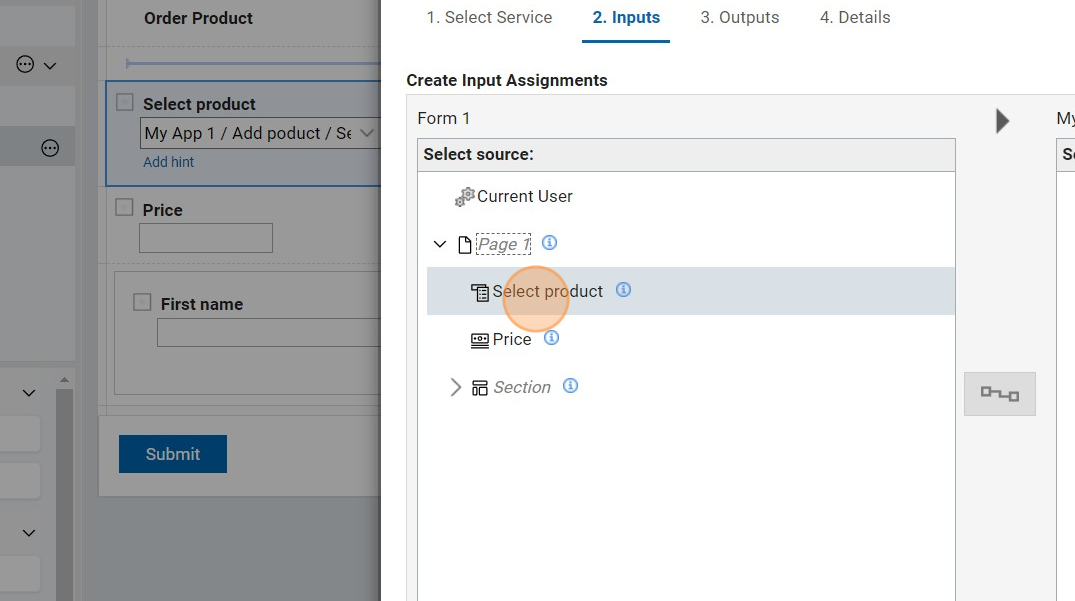 Order Product
Select product
My App 1 / Add poduct / Se
Add hint
Price
First name
Submit
1. Select Service
2. Inputs
3. Outputs
4. Details
Create Input Assignments
Form 1
Select source:
Current User
Page 1
Select product
Price
Section
My